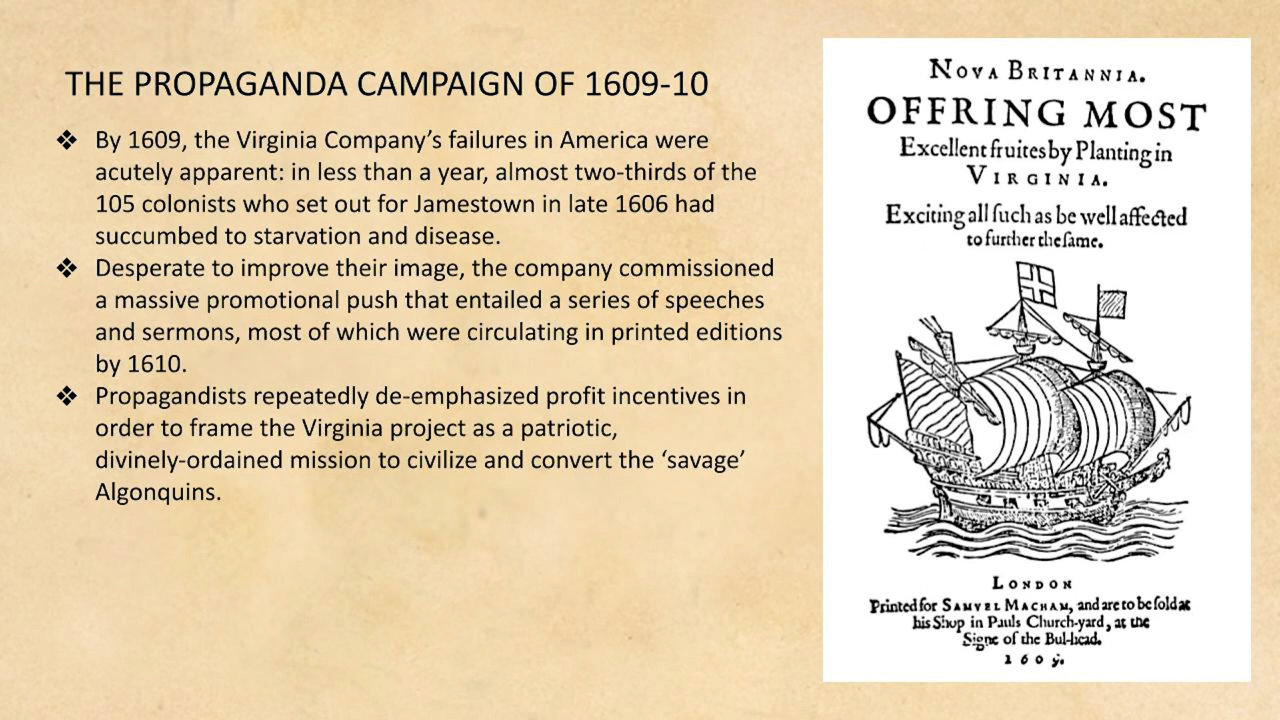 THE PROPAGANDA CAMPAIGN OF 1609-10
❖ By 1609, the Virginia Company’s failures in America were
acutely apparent: in less than a year, almost two-thirds of the
105 colonists who set out for Jamestown in late 1606 had
succumbed to starvation and disease.
❖ Desperate to improve their image, the company commissioned
a massive promotional push that entailed a series of speeches
and sermons, most of which were circulating in printed editions
by 1610.
❖ Propagandists repeatedly de-emphasized profit incentives in
order to frame the Virginia project as a patriotic,
divinely-ordained mission to civilize and convert the ‘savage’
Algonquins.
NOVA BRITANNIA.
OFFRING MOST
Excellent fruites by Planting in
VIRGINIA.
Exciting all ſuch as be well affected
to further the ſame.
LONDON
Printed for SAMVEL MACHAM, and are to be ſold at
his Shop in Pauls Church-yard, at the
Signe of the Bul-head.
1609.